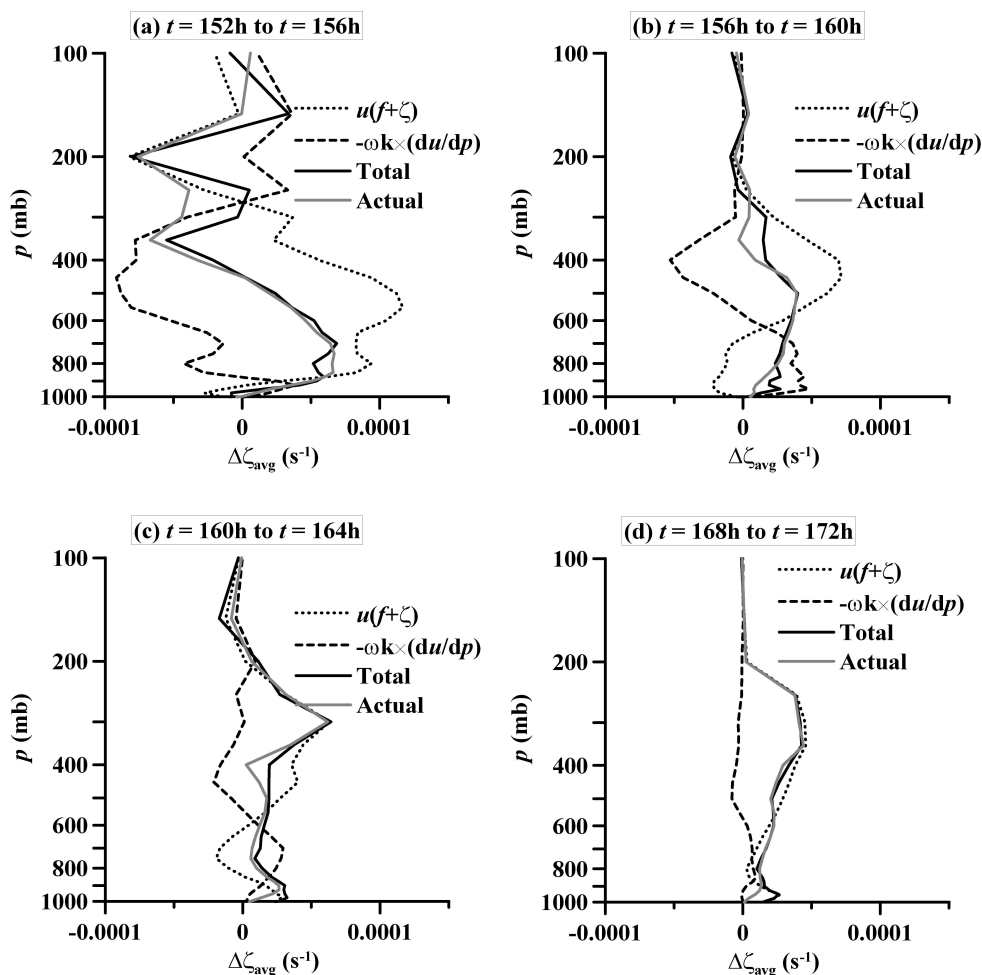 (a) t = 152h to t = 156h
100
200
400
600
800
1000
p (mb)
u(f+ζ)
-ωk×(du/dp)
Total
Actual
-0.0001 0 0.0001
Δζavg (s-1)
(b) t = 156h to t = 160h
100
200
400
600
800
1000
p (mb)
u(f+ζ)
-ωk×(du/dp)
Total
Actual
-0.0001 0 0.0001
Δζavg (s-1)
(c) t = 160h to t = 164h
100
200
400
600
800
1000
p (mb)
u(f+ζ)
-ωk×(du/dp)
Total
Actual
-0.0001 0 0.0001
Δζavg (s-1)
(d) t = 168h to t = 172h
100
200
400
600
800
1000
p (mb)
u(f+ζ)
-ωk×(du/dp)
Total
Actual
-0.0001 0 0.0001
Δζavg (s-1)